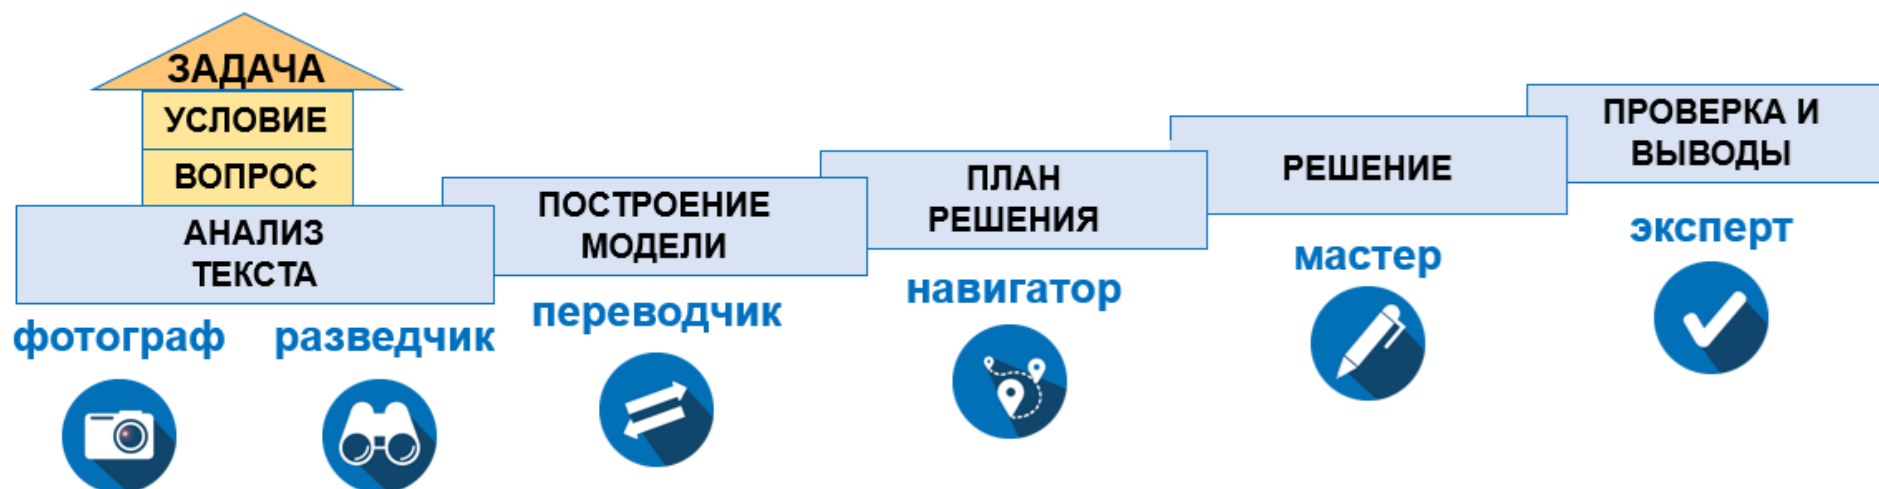 ЗАДАЧА
УСЛОВИЕ
ВОПРОС
АНАЛИЗ
ТЕКСТА
фотограф
разведчик
ПОСТРОЕНИЕ
МОДЕЛИ
переводчик
ПЛАН
РЕШЕНИЯ
навигатор
РЕШЕНИЕ
мастер
ПРОВЕРКА И
ВЫВОДЫ
эксперт